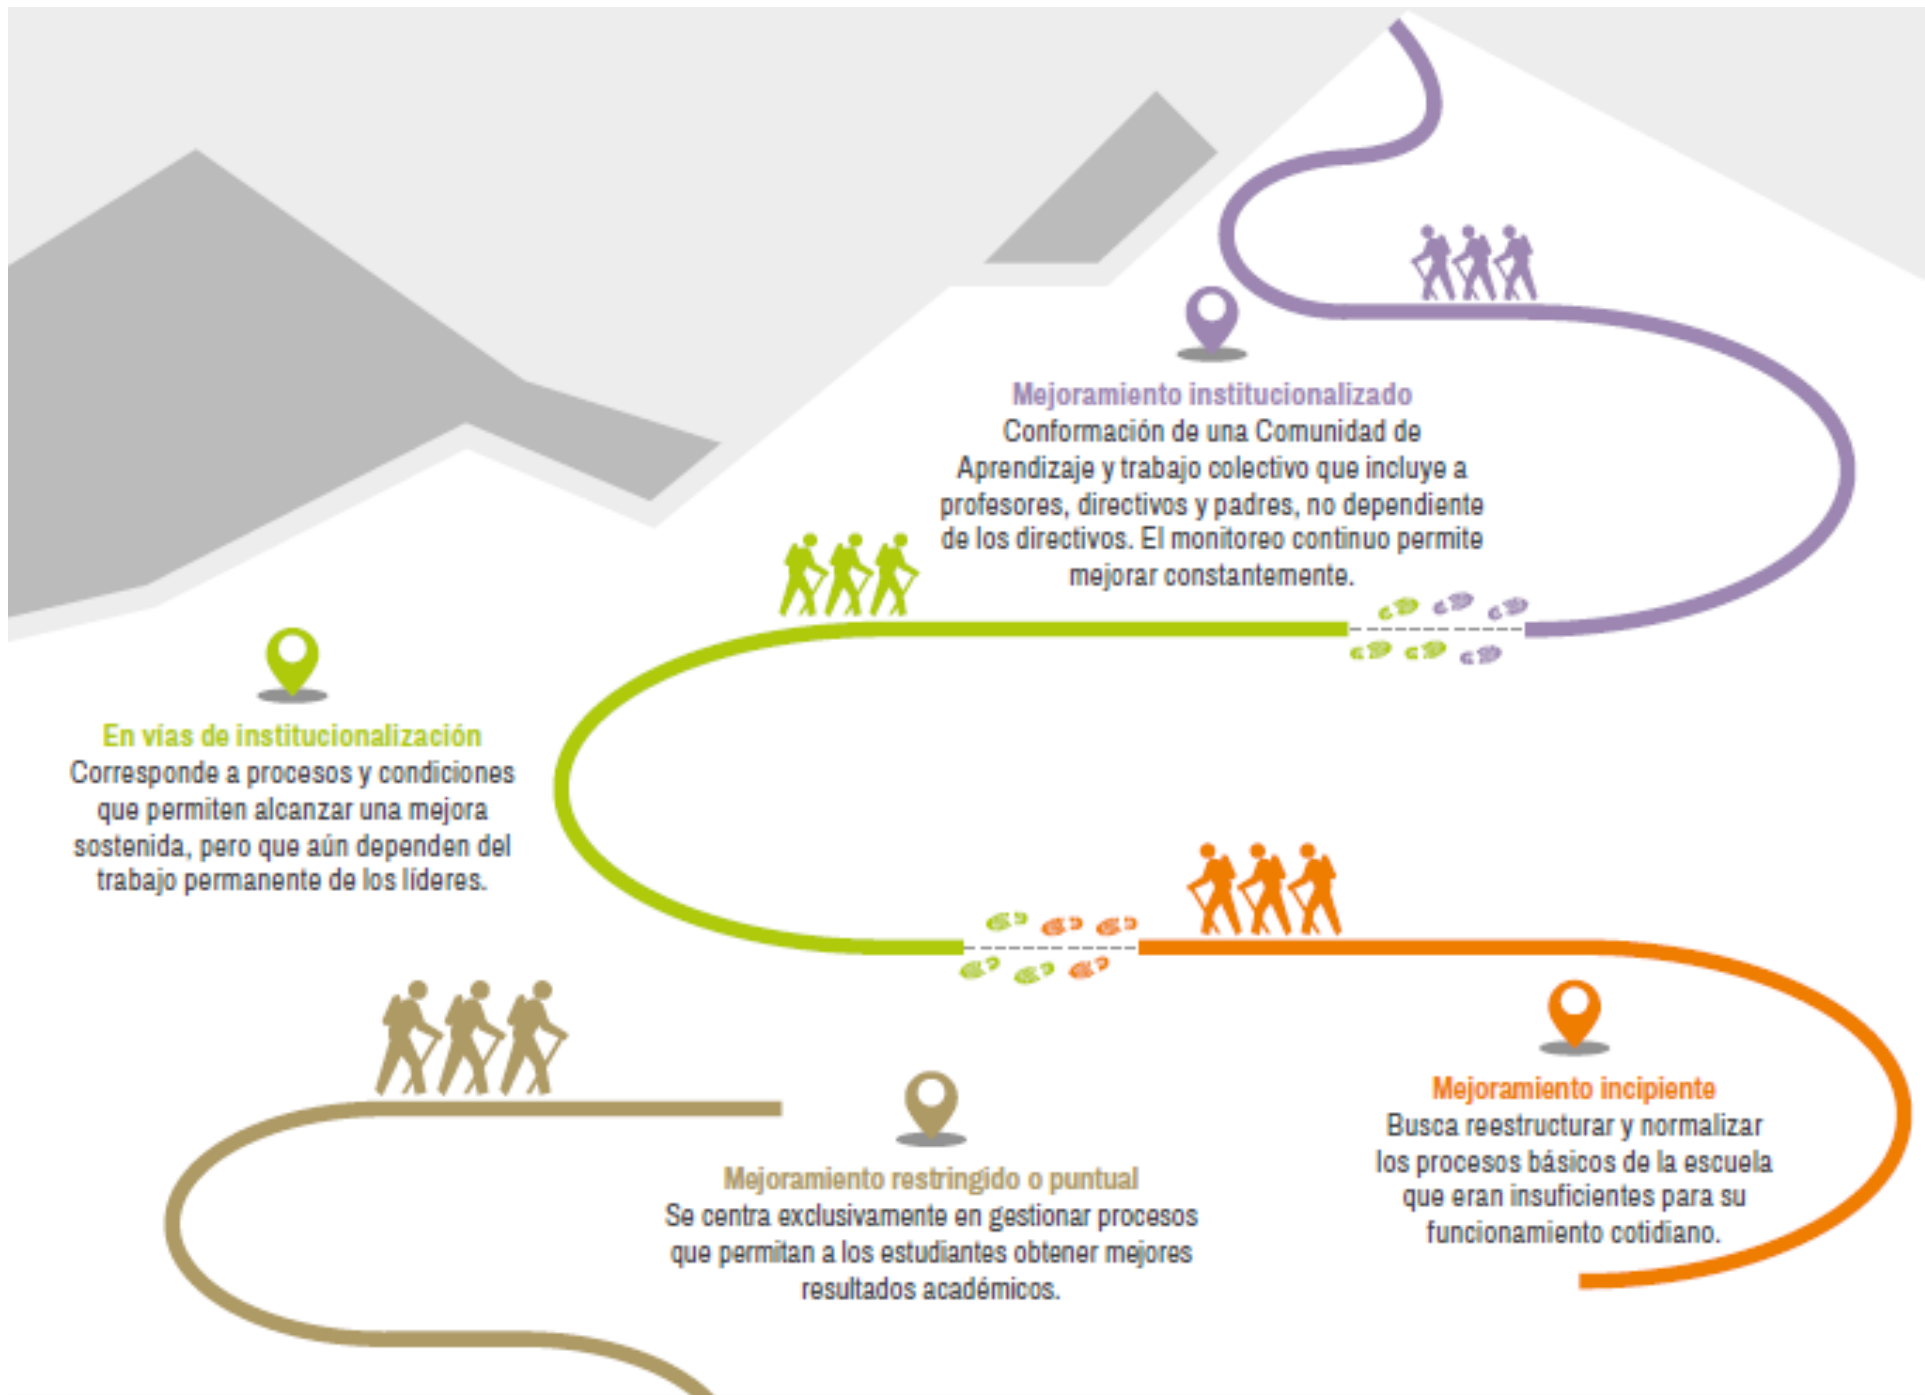 Mejoramiento institucionalizado
Conformación de una Comunidad de
Aprendizaje y trabajo colectivo que incluye a
profesores, directivos y padres, no dependiente
de los directivos. El monitoreo continuo permite
mejorar constantemente.
En vías de institucionalización
Corresponde a procesos y condiciones
que permiten alcanzar una mejora
sostenida, pero que aún dependen del
trabajo permanente de los líderes.
Mejoramiento incipiente
Busca reestructurar y normalizar
los procesos básicos de la escuela
que eran insuficientes para su
funcionamiento cotidiano.
Mejoramiento restringido o puntual
Se centra exclusivamente en gestionar procesos
que permitan a los estudiantes obtener mejores
resultados académicos.